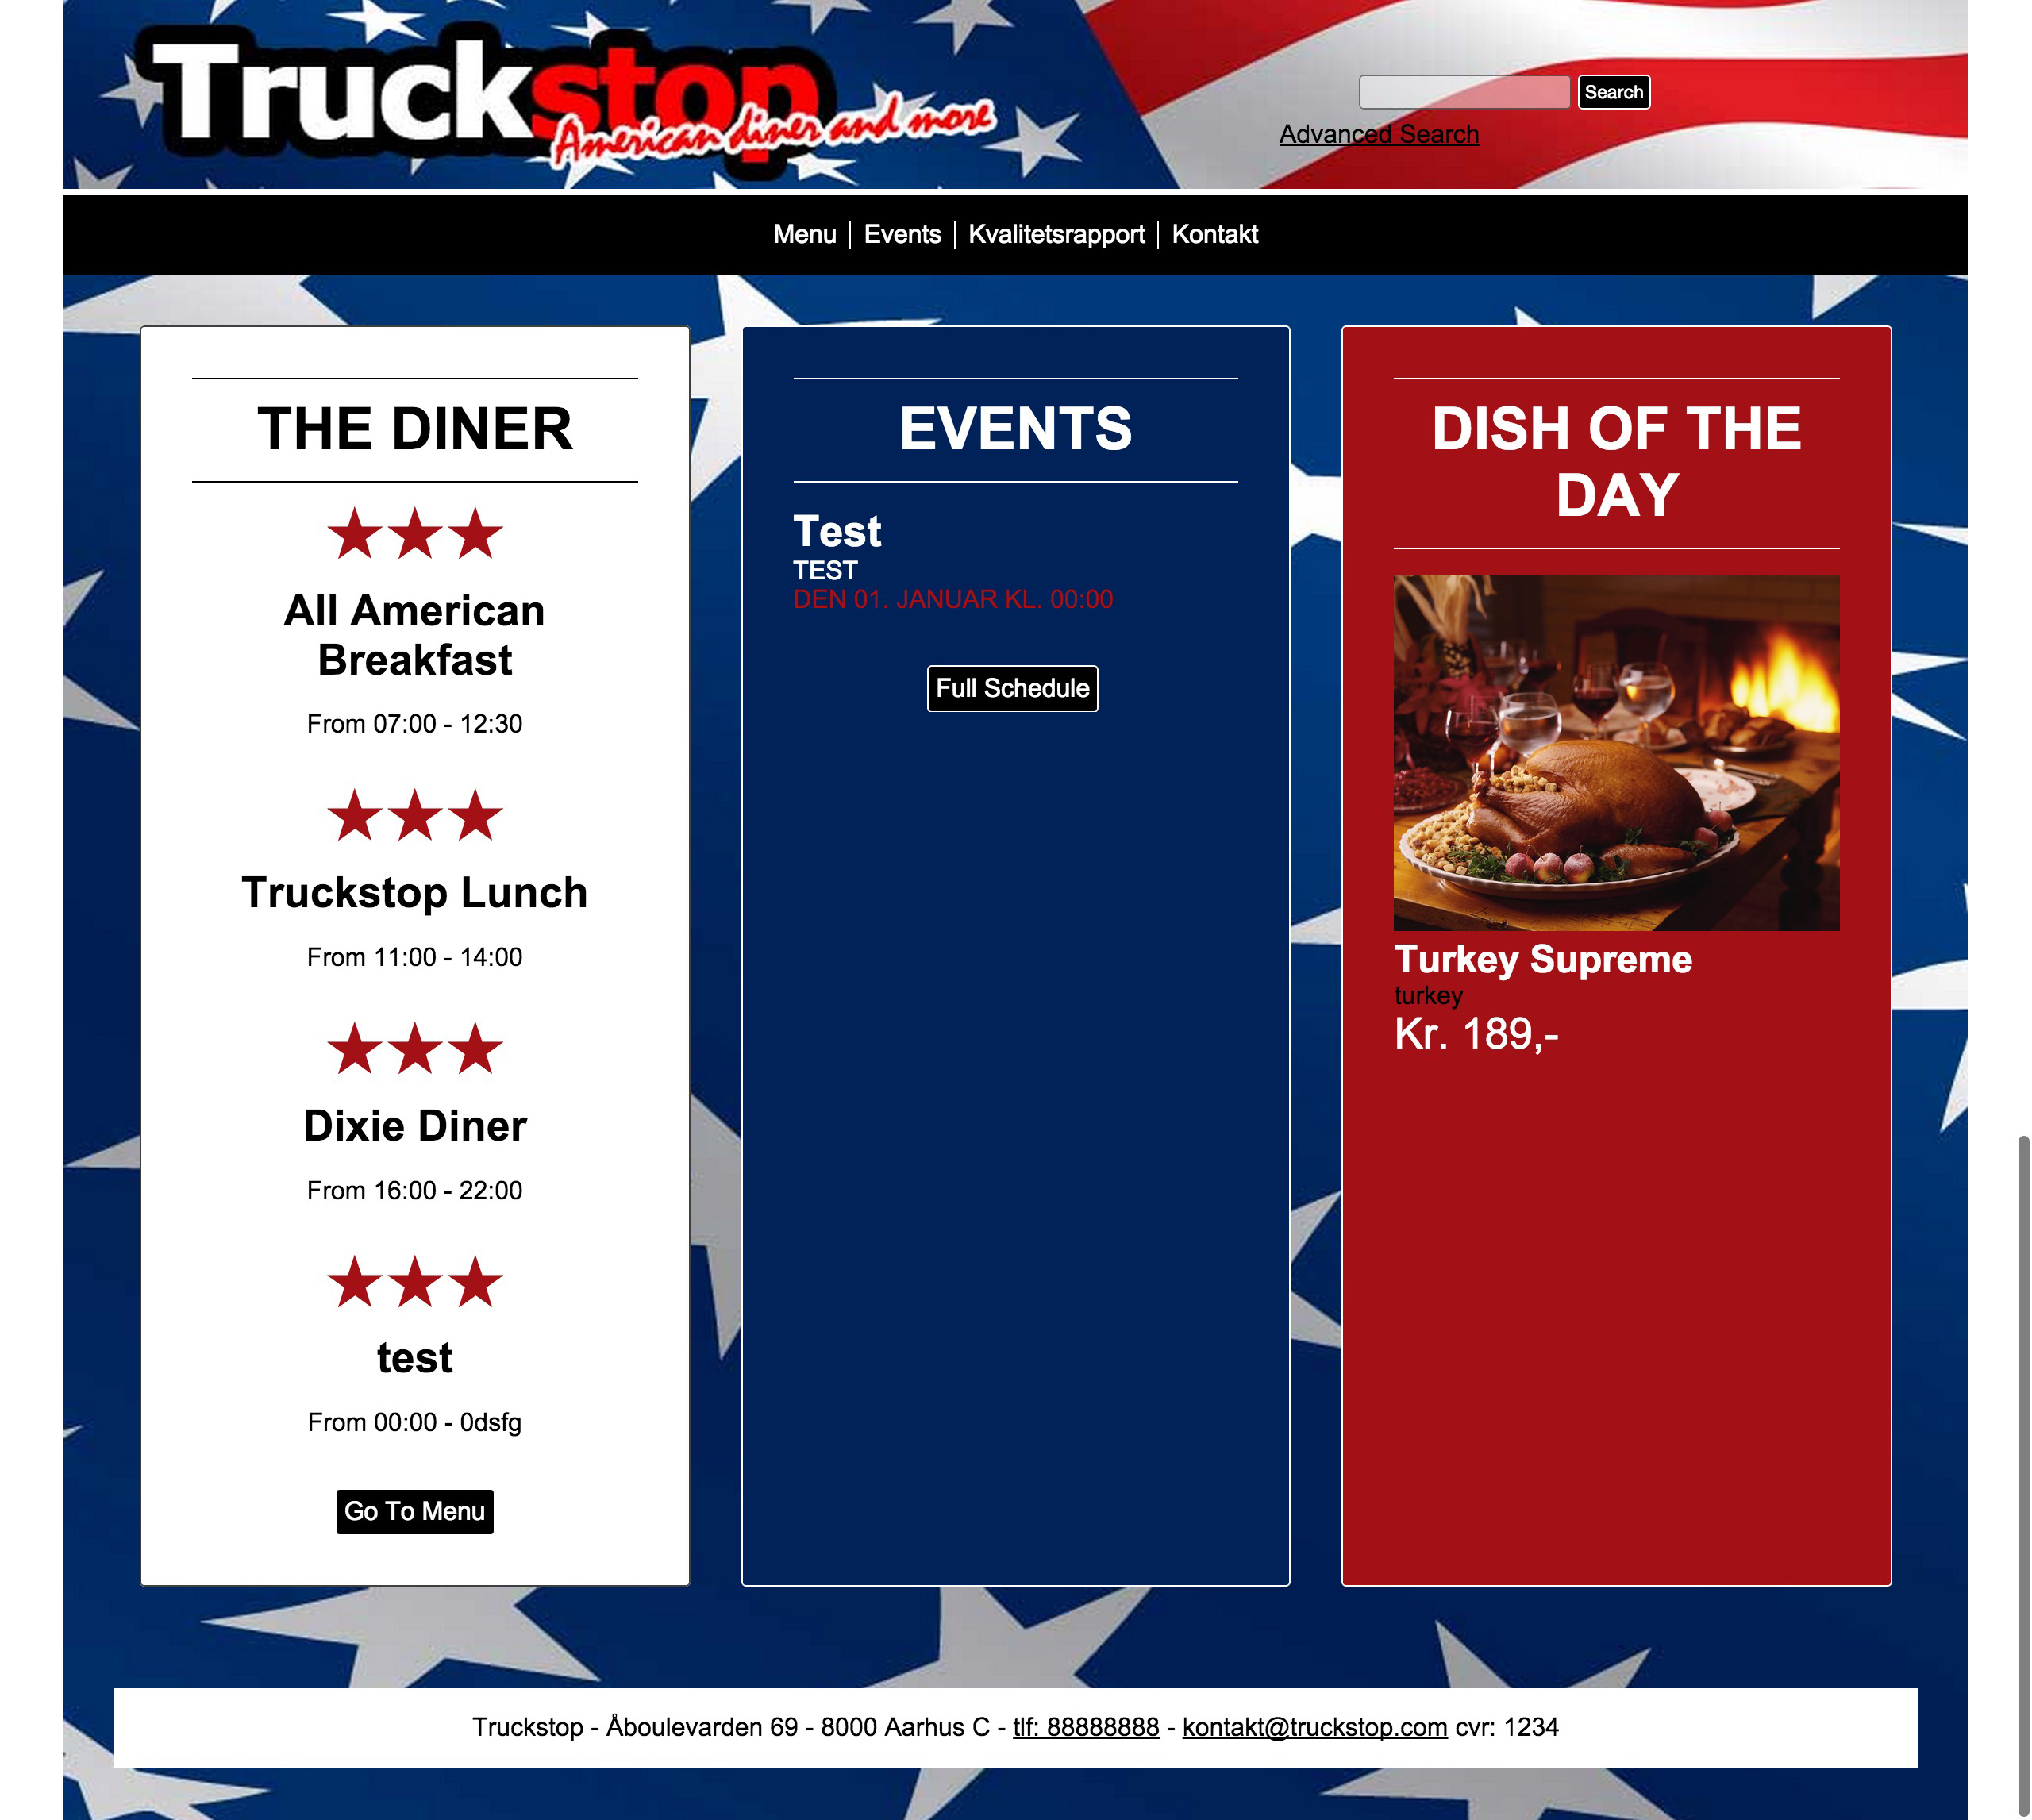 Truckstop
American diner and more
Search
Advanced Search
Menu | Events | Kvalitetsrapport | Kontakt
THE DINER
All American
Breakfast
From 07:00 - 12:30
Truckstop Lunch
From 11:00 - 14:00
Dixie Diner
From 16:00 - 22:00
test
From 00:00 - 0dsfg
Go To Menu
EVENTS
Test
TEST
DEN 01. JANUAR KL. 00:00
Full Schedule
DISH OF THE
DAY
Turkey Supreme
turkey
Kr. 189,-
Truckstop - Åboulevarden 69 - 8000 Aarhus C - tlf: 88888888 - kontakt@truckstop.com cvr: 1234